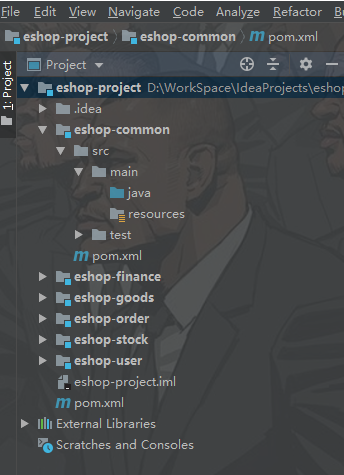 File Edit View Navigate Code Analyze Refactor
eshop-project eshop-common pom.xml
1: Project
Project
eshop-project D:\WorkSpace\IdeaProjects\eshop
.idea
eshop-common
src
main
java
resources
test
pom.xml
eshop-finance
eshop-goods
eshop-order
eshop-stock
eshop-user
eshop-project.iml
pom.xml
External Libraries
Scratches and Consoles